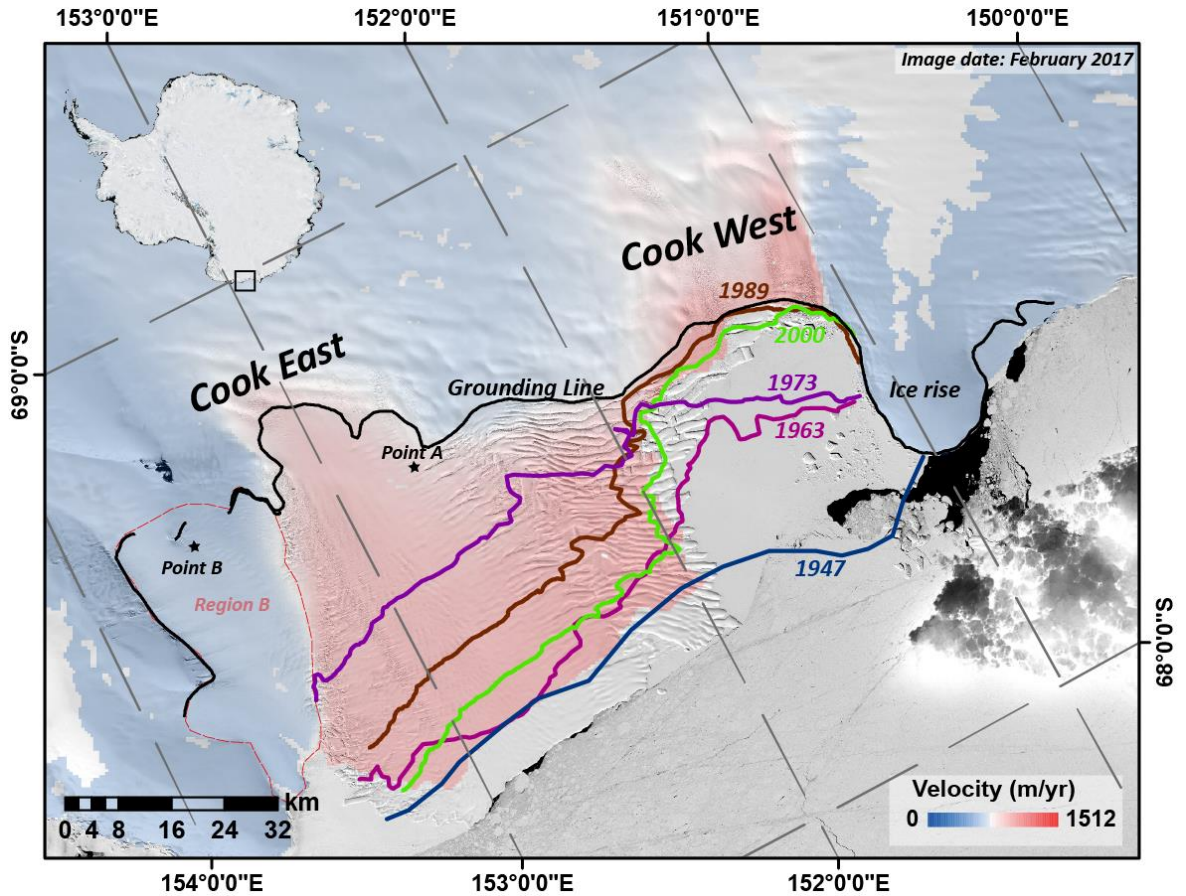 153°0'0"E
152°0'0"E
151°0'0"E
150°0'0"E
Image date: February 2017
Cook West
1989
2000
Cook East
69°0'0"S
Grounding Line
1973
Ice rise
1963
Point A
Point B
1947
Region B
68°0'0"S
Velocity (m/yr)
0
1512
km
0 4 8 16 24 32
154°0'0"E
153°0'0"E
152°0'0"E